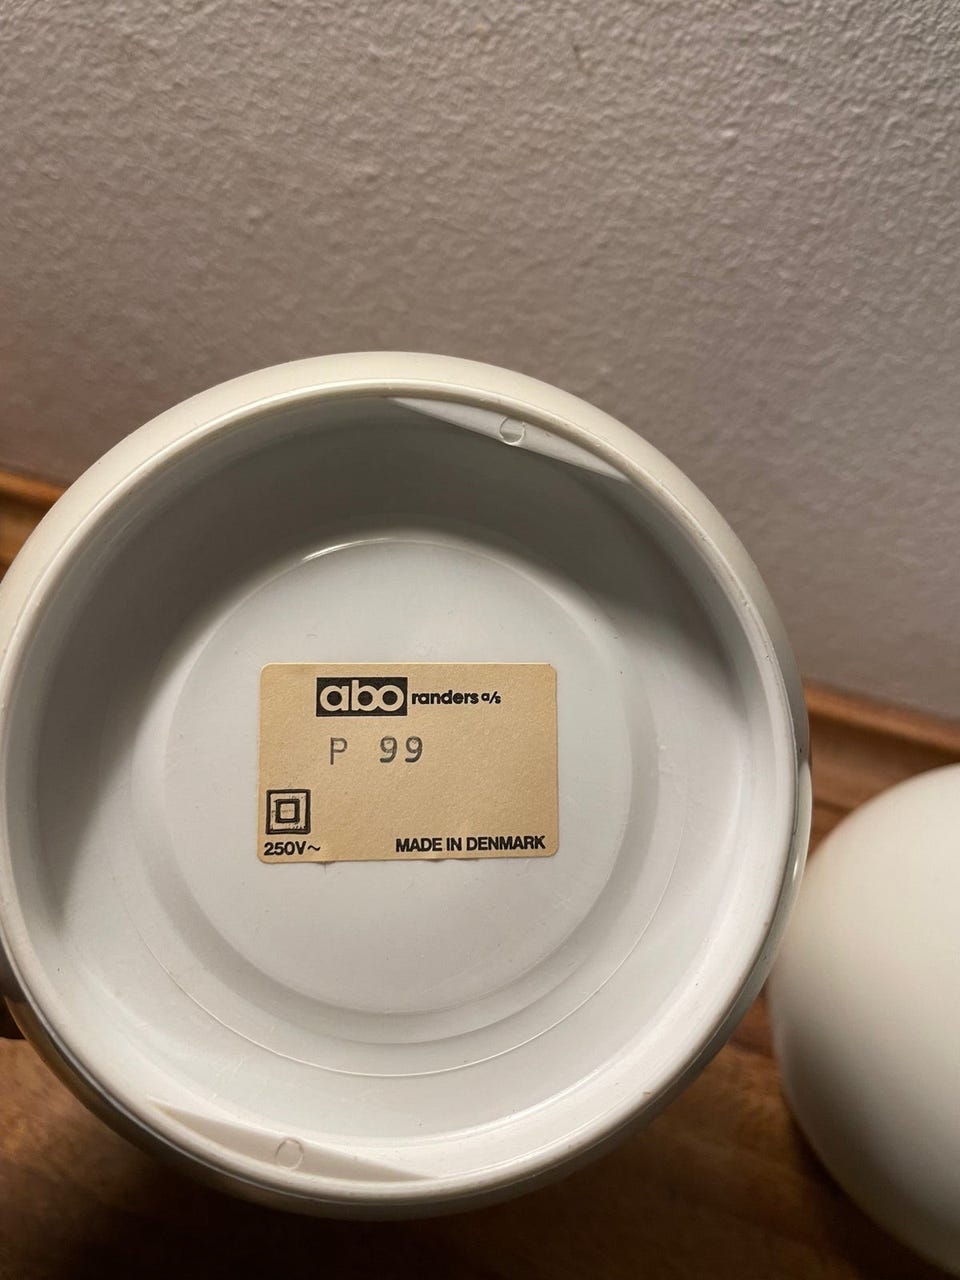 abo randers a/s
P 99
250V~ MADE IN DENMARK